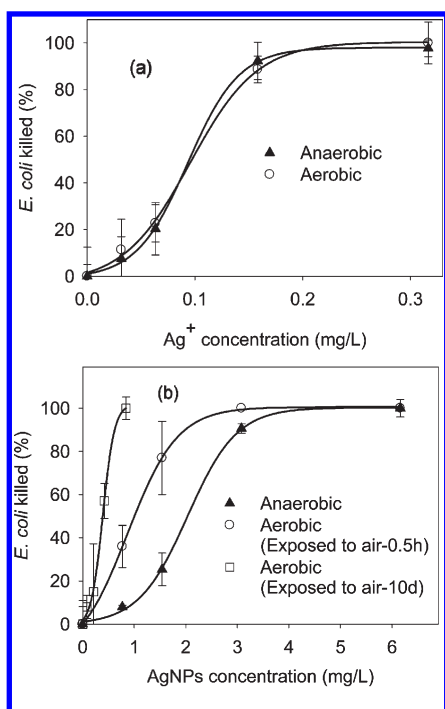 (a)
E. coli killed (%)
100
80
60
40
20
0
Anaerobic
Aerobic
0.0
0.1
0.2
0.3
Ag⁺ concentration (mg/L)
(b)
E. coli killed (%)
100
80
60
40
20
0
Anaerobic
Aerobic
(Exposed to air-0.5h)
Aerobic
(Exposed to air-10d)
0
1
2
3
4
5
6
AgNPs concentration (mg/L)